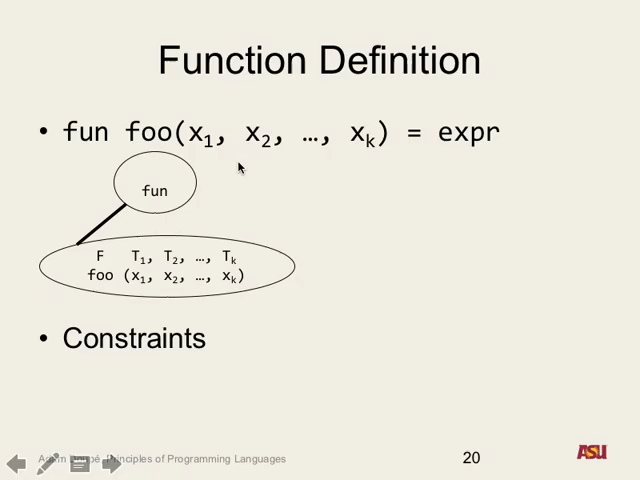 Function Definition
• fun foo(x₁, x₂, …, xₖ) = expr
fun
F T₁, T₂, …, Tₖ
foo (x₁, x₂, …, xₖ)
• Constraints
Principles of Programming Languages
20
ASU